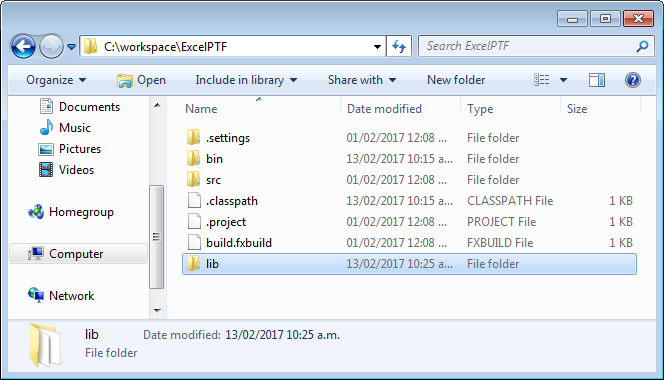 C:\workspace\ExcelPTF
Search ExcelPTF
Organize Open Include in library Share with New folder
Documents
Music
Pictures
Videos
Homegroup
Computer
Network
Name Date modified Type Size
.settings 01/02/2017 12:08 ... File folder
bin 13/02/2017 10:15 a... File folder
src 01/02/2017 12:08 ... File folder
.classpath 13/02/2017 10:15 a... CLASSPATH File 1 KB
.project 01/02/2017 12:08 ... PROJECT File 1 KB
build.fxbuild 01/02/2017 12:08 ... FXBUILD File 1 KB
lib 13/02/2017 10:25 a... File folder
lib Date modified: 13/02/2017 10:25 a.m.
File folder